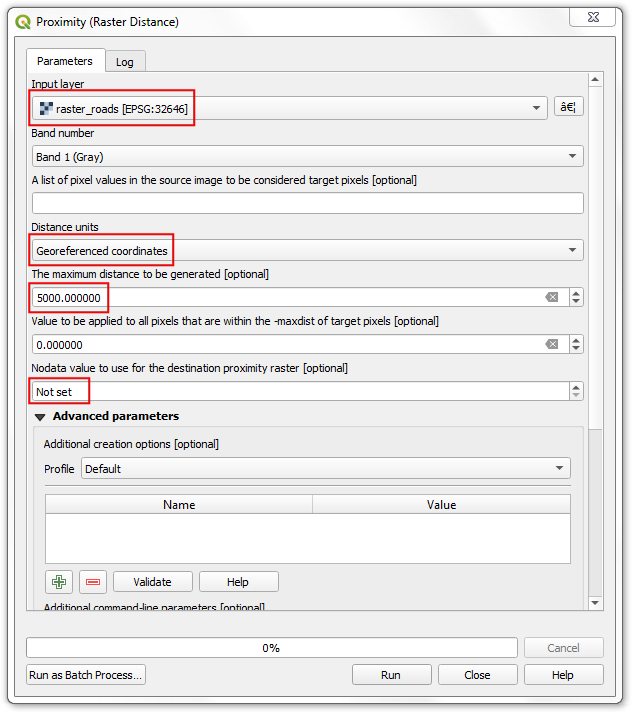 Proximity (Raster Distance)
Parameters
Log
Input layer
raster_roads [EPSG:32646]
…
Band number
Band 1 (Gray)
A list of pixel values in the source image to be considered target pixels [optional]
Distance units
Georeferenced coordinates
The maximum distance to be generated [optional]
5000.000000
Value to be applied to all pixels that are within the -maxdist of target pixels [optional]
0.000000
Nodata value to use for the destination proximity raster [optional]
Not set
Advanced parameters
Additional creation options [optional]
Profile Default
Name Value
Validate Help
Additional command-line parameters [optional]
0%
Cancel
Run as Batch Process... Run Close Help